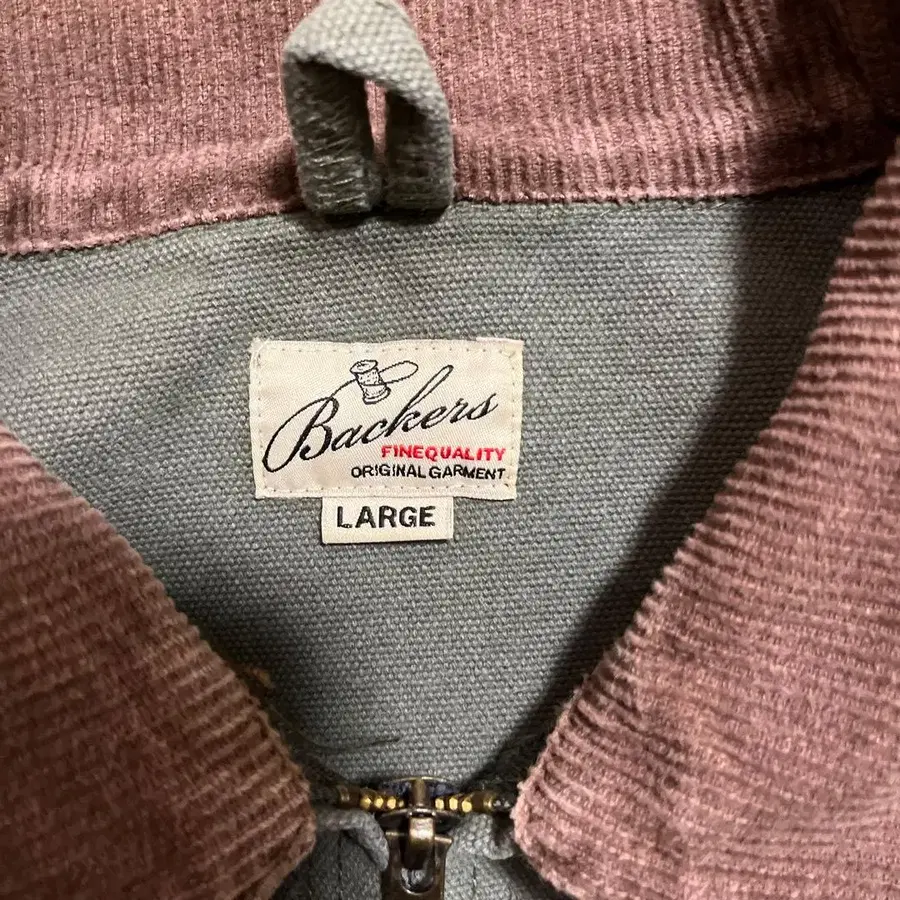 Backers
FINEQUALITY
ORIGINAL GARMENT
LARGE